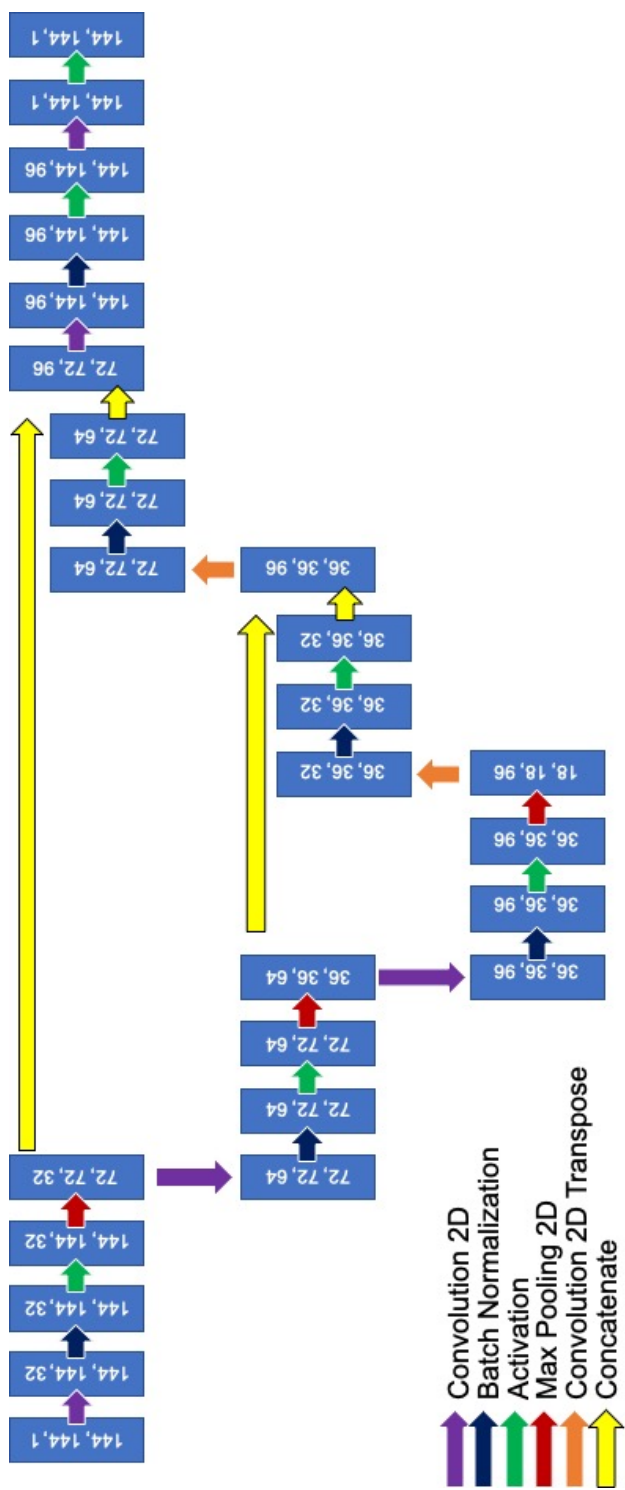 144, 144, 1
144, 144, 32
144, 144, 32
144, 144, 32
72, 72, 32
72, 72, 64
72, 72, 64
72, 72, 64
36, 36, 64
36, 36, 96
36, 36, 96
36, 36, 96
18, 18, 96
36, 36, 32
36, 36, 32
36, 36, 32
36, 36, 96
72, 72, 64
72, 72, 64
72, 72, 64
72, 72, 96
144, 144, 96
144, 144, 96
144, 144, 96
144, 144, 1
144, 144, 1
Convolution 2D
Batch Normalization
Activation
Max Pooling 2D
Convolution 2D Transpose
Concatenate